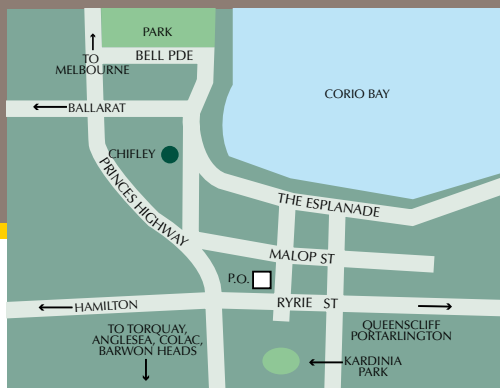 PARK
BELL PDE
TO
MELBOURNE
CORIO BAY
BALLARAT
CHIFLEY
PRINCES HIGHWAY
THE ESPLANADE
MALOP ST
P.O.
HAMILTON
RYRIE ST
TO TORQUAY,
ANGLESEA, COLAC,
BARWON HEADS
QUEENSCLIFF
PORTARLINGTON
KARDINIA
PARK